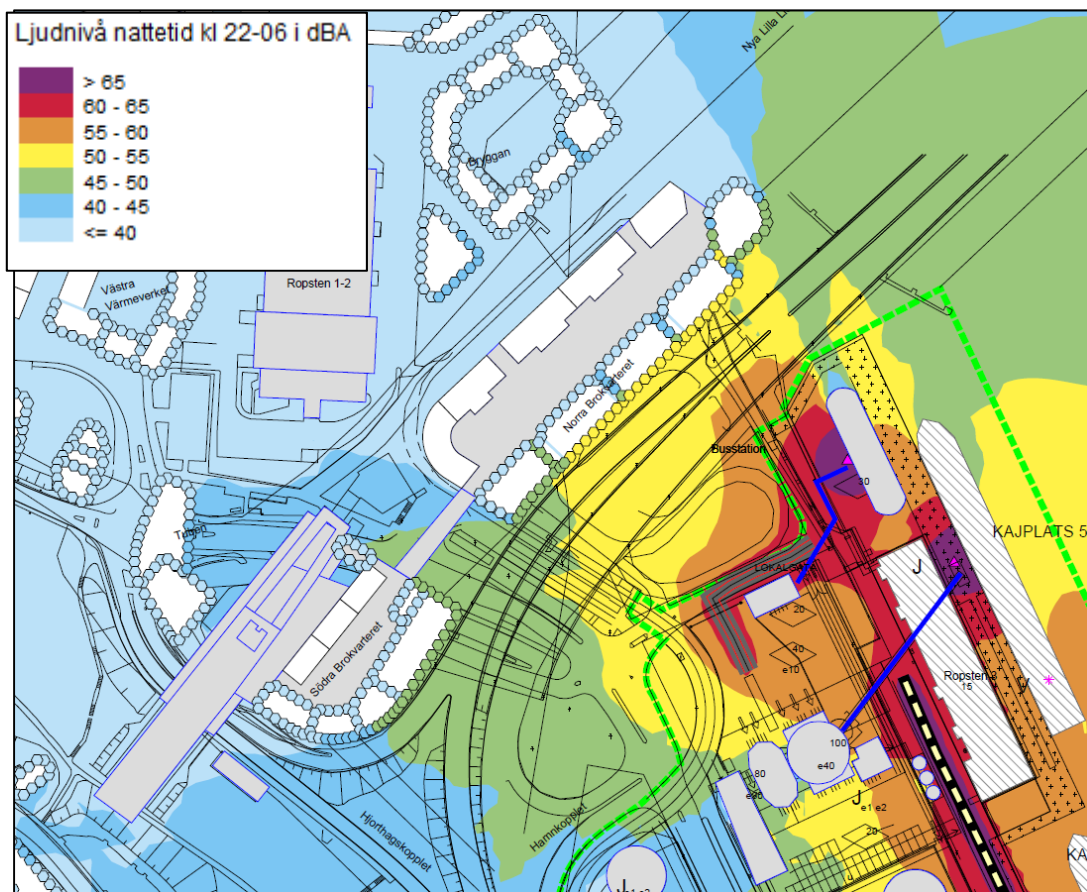 Ljudnivå nattetid kl 22-06 i dBA
> 65
60 - 65
55 - 60
50 - 55
45 - 50
40 - 45
<= 40
Nya Lilla
Bryggan
Västra
Värmeverket
Ropsten 1-2
Norra Brokvarteret
Busstation
30
KAJPLATS 5
J
LOKALGATA
20
40
e10
Södra Brokvarteret
Ropsten 3
15
V
100
e40
80
J
e1 e2
20
Hjorthagskopplet
Hamnkopplet
J
KA